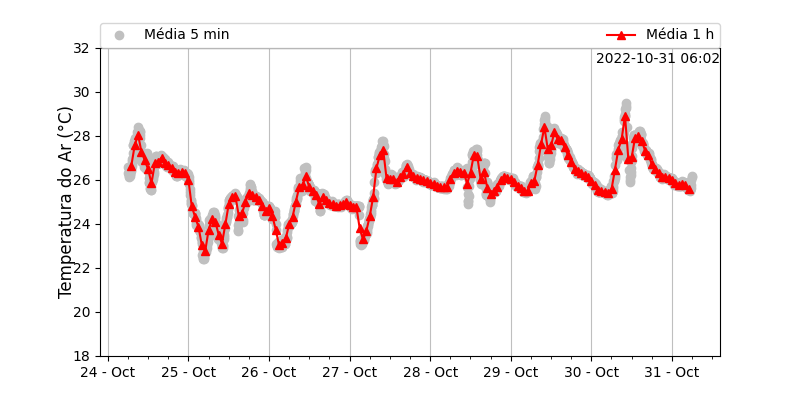 Média 5 min
Média 1 h
2022-10-31 06:02
Temperatura do Ar (°C)
32
30
28
26
24
22
20
18
24 - Oct
25 - Oct
26 - Oct
27 - Oct
28 - Oct
29 - Oct
30 - Oct
31 - Oct